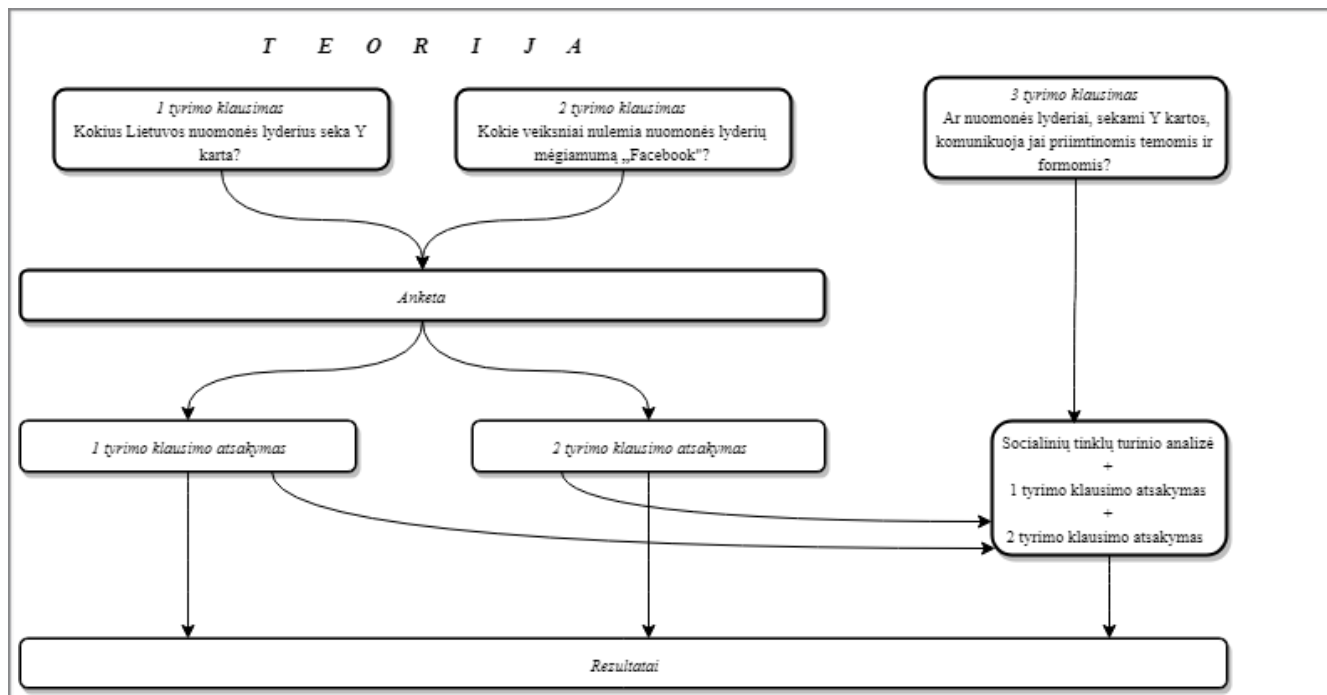 T E O R I J A
1 tyrimo klausimas
Kokius Lietuvos nuomonės lyderius seka Y
karta?
2 tyrimo klausimas
Kokie veiksniai nulemia nuomonės lyderių
mėgiamumą „Facebook"?
3 tyrimo klausimas
Ar nuomonės lyderiai, sekami Y kartos,
komunikuoja jai priimtinomis temomis ir
formomis?
Anketa
1 tyrimo klausimo atsakymas
2 tyrimo klausimo atsakymas
Socialinių tinklų turinio analizė
+
1 tyrimo klausimo atsakymas
+
2 tyrimo klausimo atsakymas
Rezultatai